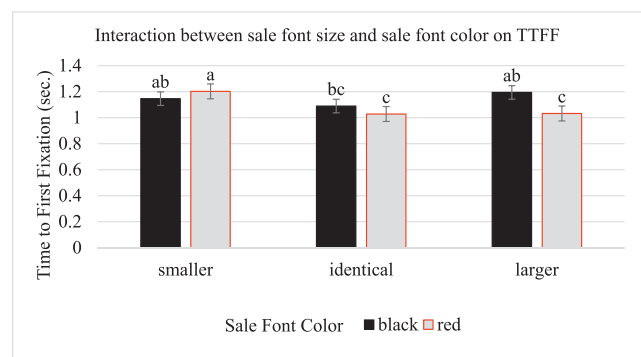 Interaction between sale font size and sale font color on TTFF
Time to First Fixation (sec.)
1.4
1.2
1
0.8
0.6
0.4
0.2
0
ab
a
bc
c
ab
c
smaller
identical
larger
Sale Font Color black red